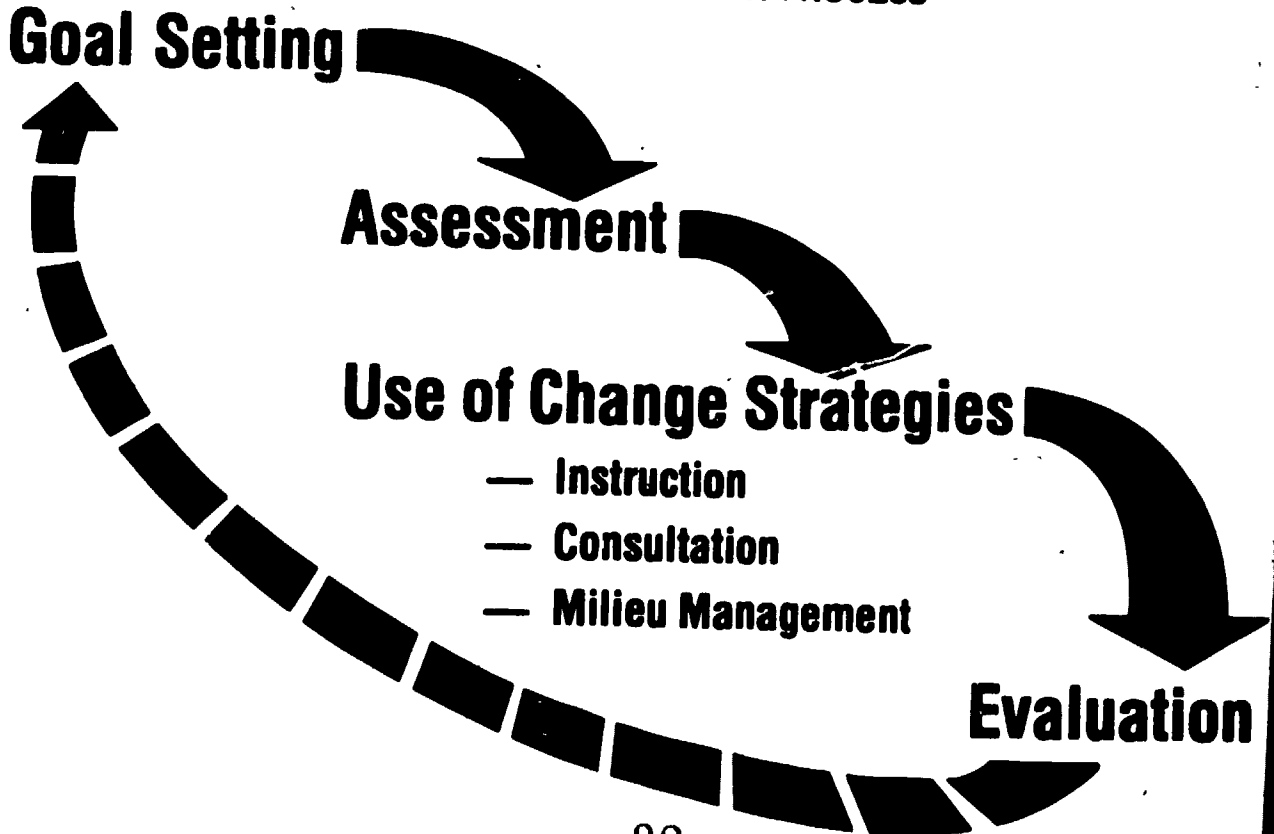 Goal Setting
Assessment
Use of Change Strategies
— Instruction
— Consultation
— Milieu Management
Evaluation